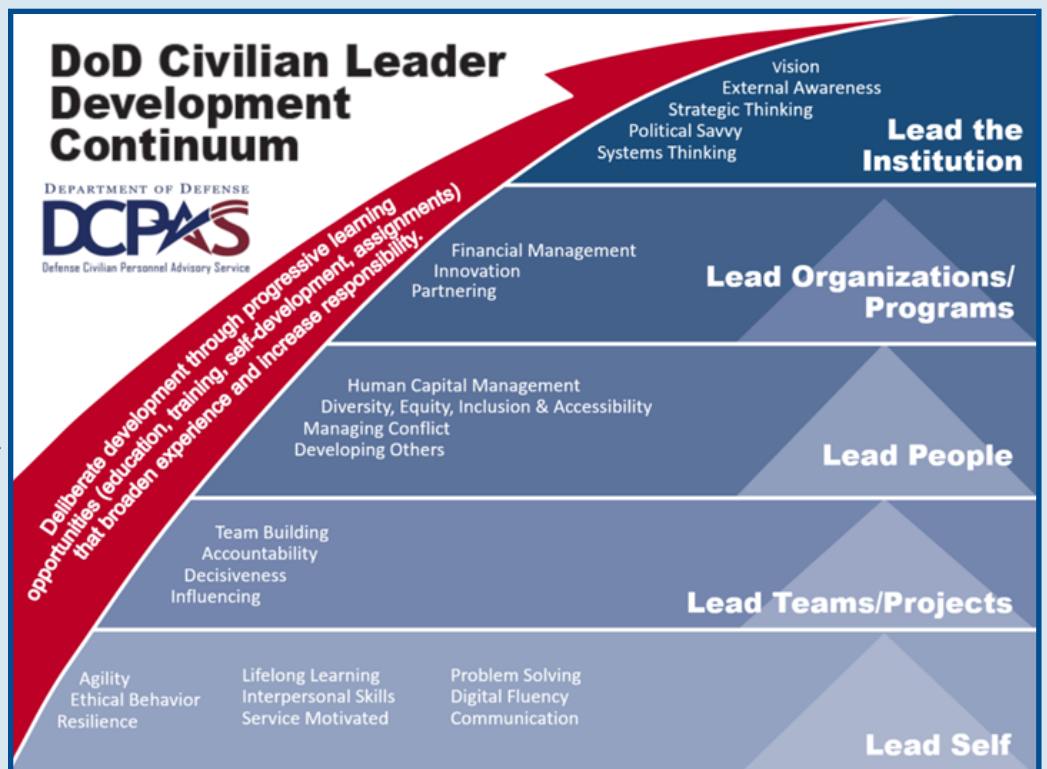 DoD Civilian Leader
Development
Continuum
DEPARTMENT OF DEFENSE
DCPAS
Defense Civilian Personnel Advisory Service
Deliberate development through progressive learning
opportunities (education, training, self-development, assignments)
that broaden experience and increase responsibility.
Vision
External Awareness
Strategic Thinking
Political Savvy
Systems Thinking
Lead the
Institution
Financial Management
Innovation
Partnering
Lead Organizations/
Programs
Human Capital Management
Diversity, Equity, Inclusion & Accessibility
Managing Conflict
Developing Others
Lead People
Team Building
Accountability
Decisiveness
Influencing
Lead Teams/Projects
Agility
Ethical Behavior
Resilience
Lifelong Learning
Interpersonal Skills
Service Motivated
Problem Solving
Digital Fluency
Communication
Lead Self